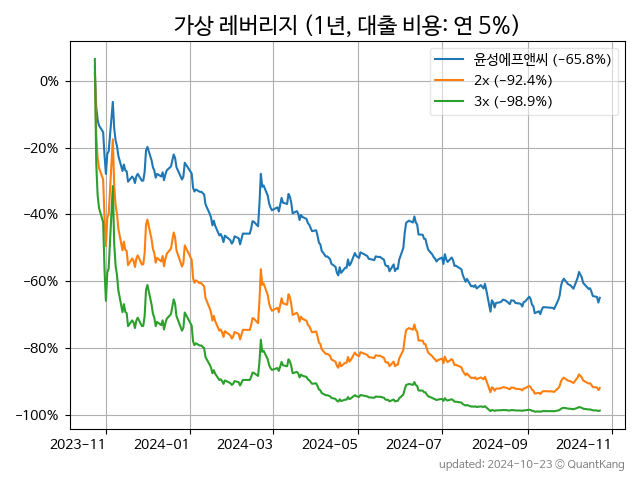 가상 레버리지 (1년, 대출 비용: 연 5%)
윤성에프앤씨 (-65.8%)
2x (-92.4%)
3x (-98.9%)
0%
-20%
-40%
-60%
-80%
-100%
2023-11 2024-01 2024-03 2024-05 2024-07 2024-09 2024-11
updated: 2024-10-23 © QuantKang